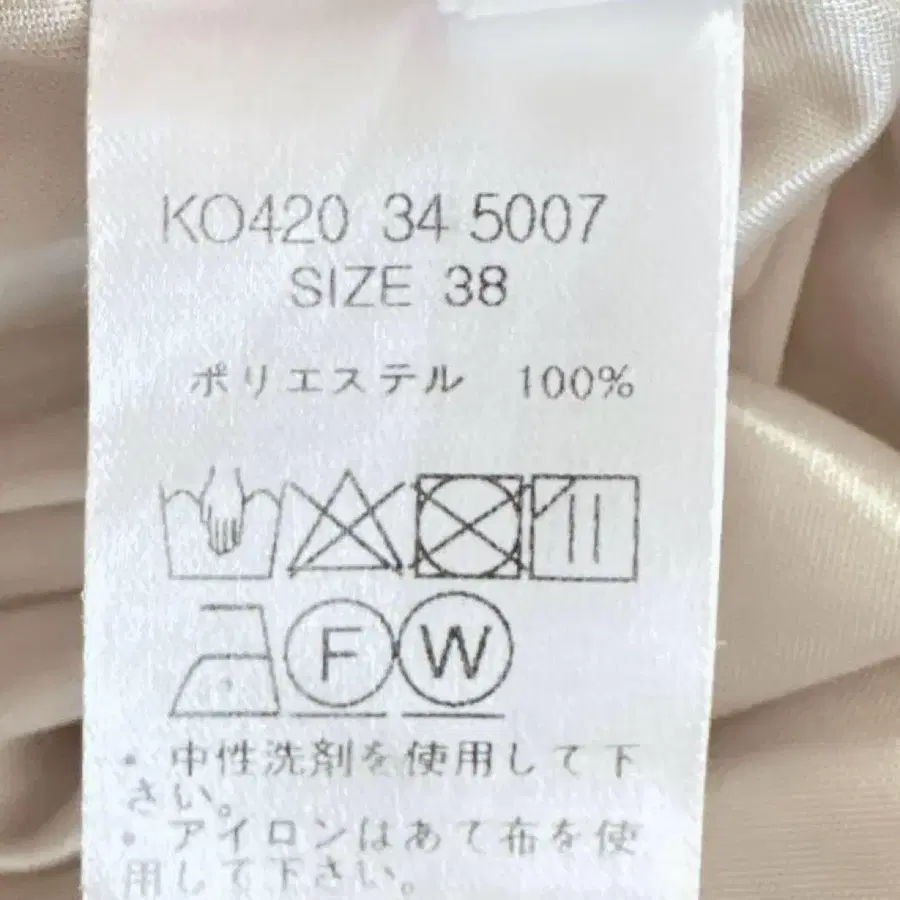 KO420 34 5007
SIZE 38
ポリエステル 100%
F W
・中性洗剤を使用して下
さい。
・アイロンはあて布を使
用して下さい。